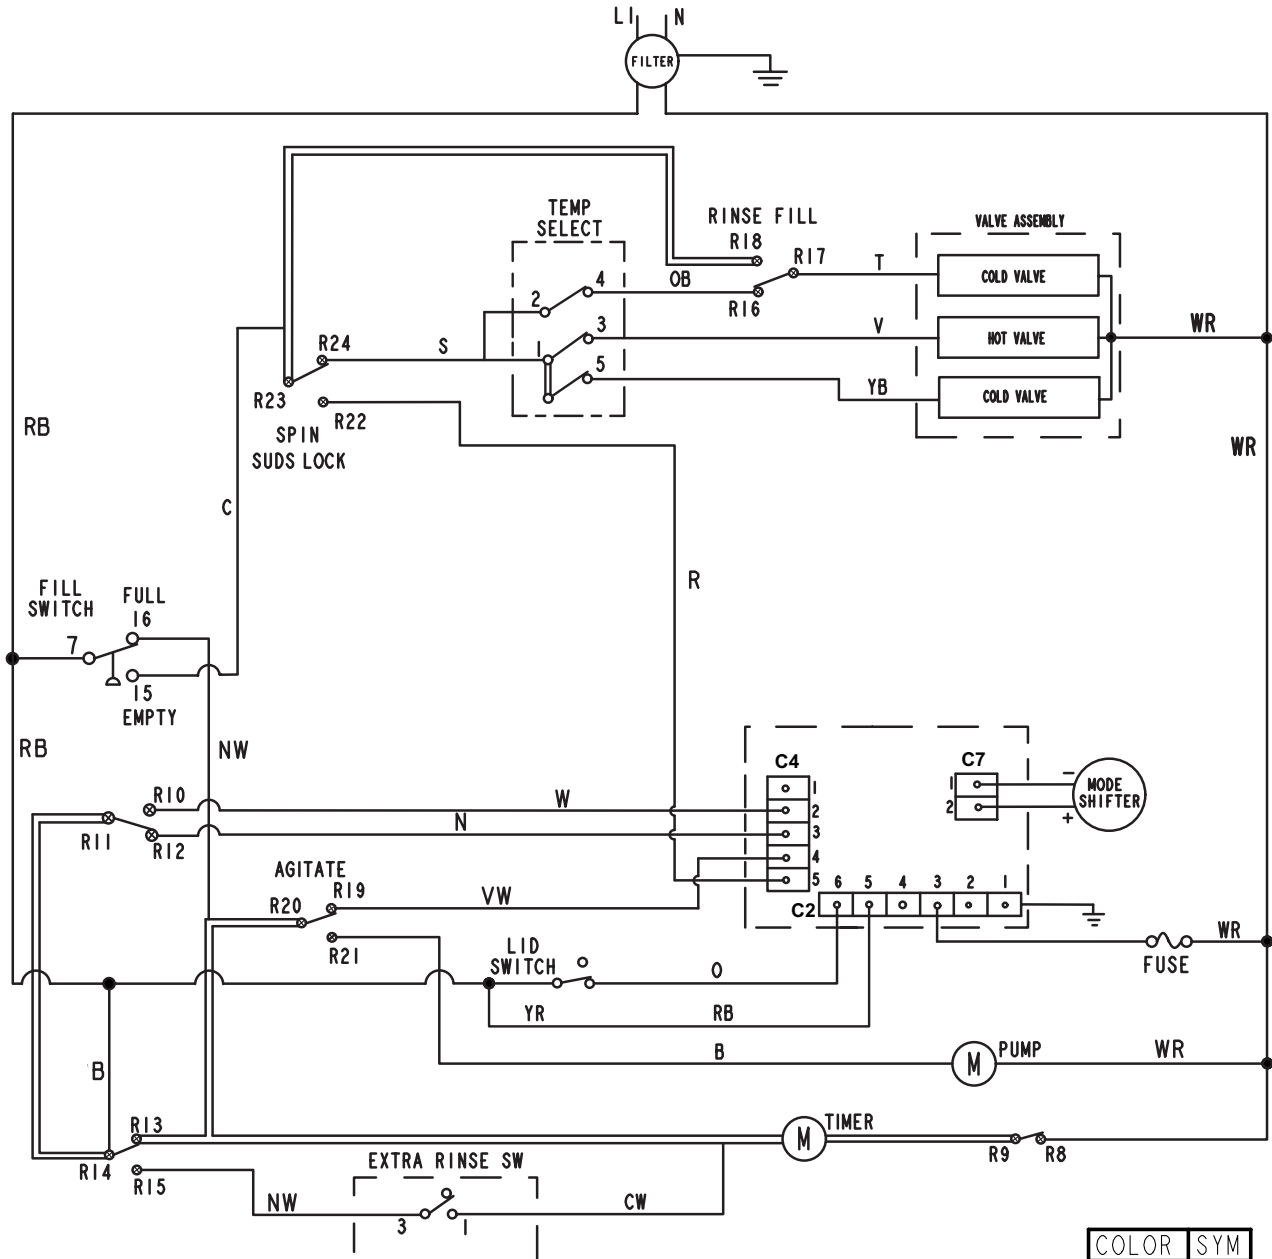 L1 N
FILTER
TEMP
SELECT
RINSE FILL
R18
R17
R16
VALVE ASSEMBLY
COLD VALVE
HOT VALVE
COLD VALVE
T
OB
V
YB
WR
4
2
3
1
5
S
R24
R23
R22
SPIN
SUDS LOCK
RB
WR
C
R
FILL
SWITCH
FULL
16
7
15
EMPTY
RB
NW
C4
1
2
3
4
5
C7
1
2
-
+
MODE
SHIFTER
R10
R11
R12
W
N
AGITATE
R19
R20
R21
VW
C2
6 5 4 3 2 1
LID
SWITCH
O
YR
RB
WR
FUSE
B
M
PUMP
WR
B
R13
R14
R15
M
TIMER
R9
R8
EXTRA RINSE SW
NW
3
1
CW
COLOR SYM